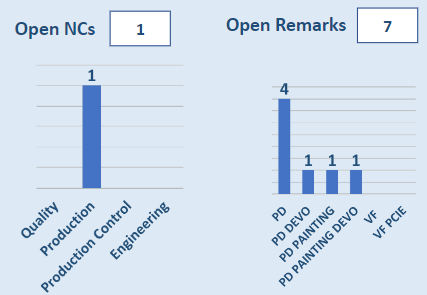 Open NCs 1
1
Quality
Production
Production Control
Engineering
Open Remarks 7
4
1
1
1
PD
PD DEVO
PD PAINTING
PD PAINTING DEVO
VF
VF PCIE